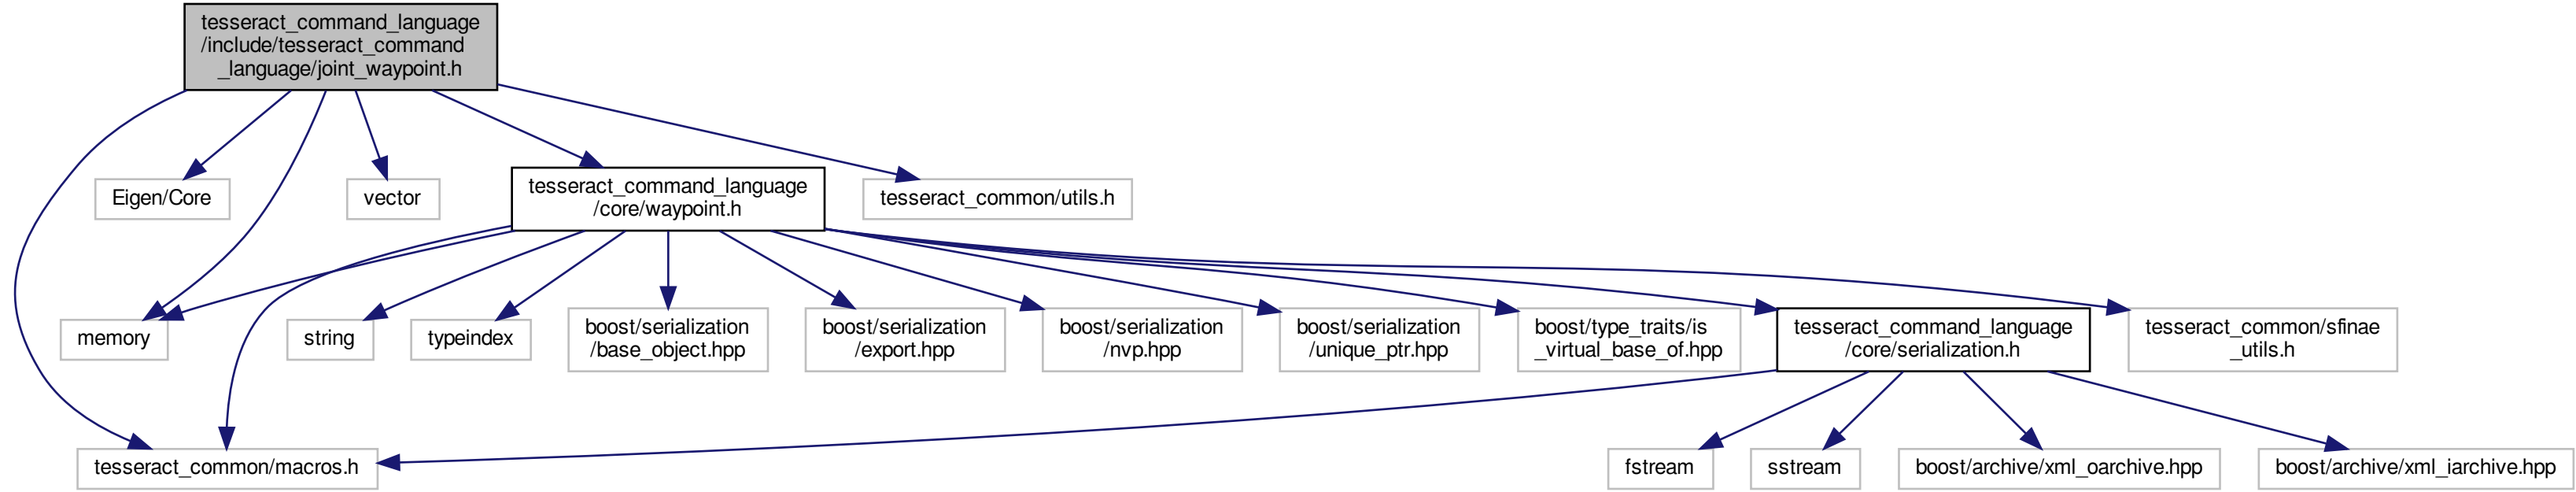 tesseract_command_language
/include/tesseract_command
_language/joint_waypoint.h
Eigen/Core
vector
tesseract_command_language
/core/waypoint.h
tesseract_common/utils.h
memory
string
typeindex
boost/serialization
/base_object.hpp
boost/serialization
/export.hpp
boost/serialization
/nvp.hpp
boost/serialization
/unique_ptr.hpp
boost/type_traits/is
_virtual_base_of.hpp
tesseract_command_language
/core/serialization.h
tesseract_common/sfinae
_utils.h
tesseract_common/macros.h
fstream
sstream
boost/archive/xml_oarchive.hpp
boost/archive/xml_iarchive.hpp